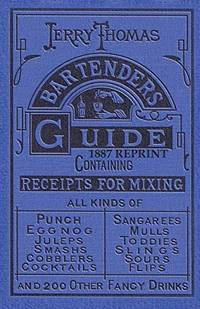 JERRY THOMAS
BARTENDERS
GUIDE
1887 REPRINT
CONTAINING
RECEIPTS FOR MIXING
ALL KINDS OF
PUNCH
EGGNOG
JULEPS
SMASHS
COBBLERS
COCKTAILS
SANGAREES
MULLS
TODDIES
SLINGS
SOURS
FLIPS
AND 200 OTHER FANCY DRINKS